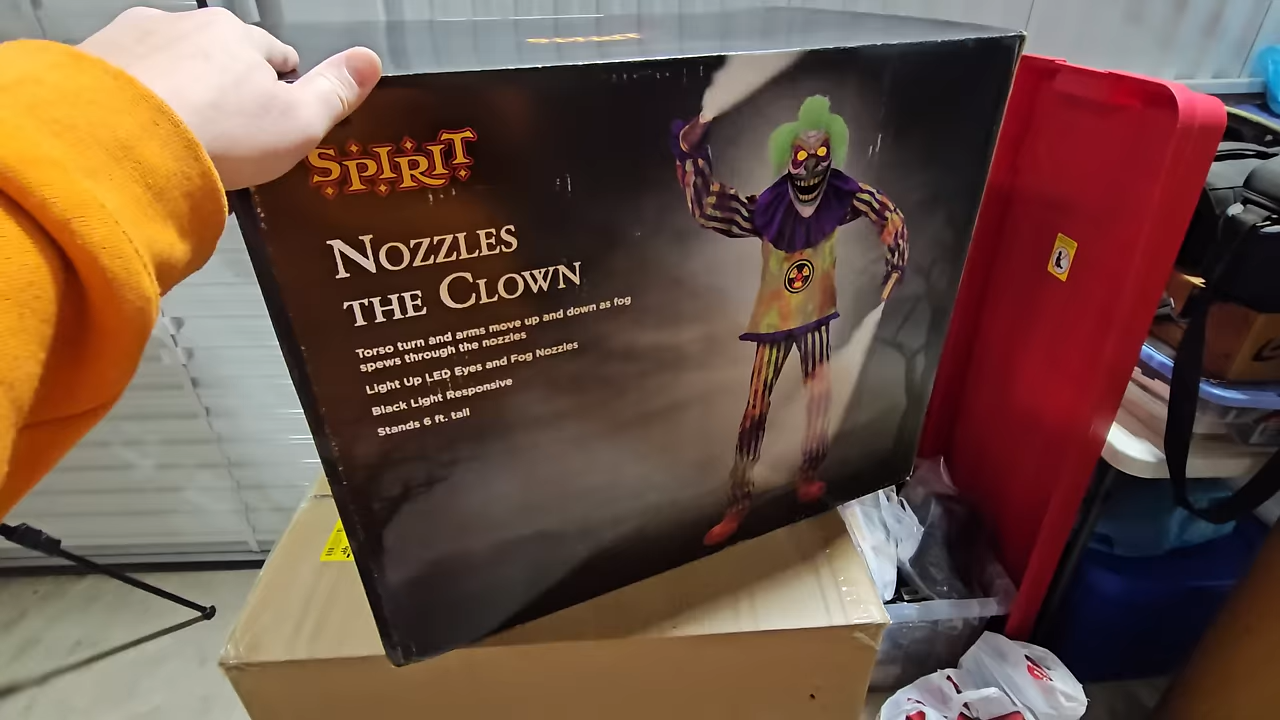 SPIRIT
SPIRIT
NOZZLES
THE CLOWN
Torso turn and arms move up and down as fog
spews through the nozzles
Light Up LED Eyes and Fog Nozzles
Black Light Responsive
Stands 6 ft. tall